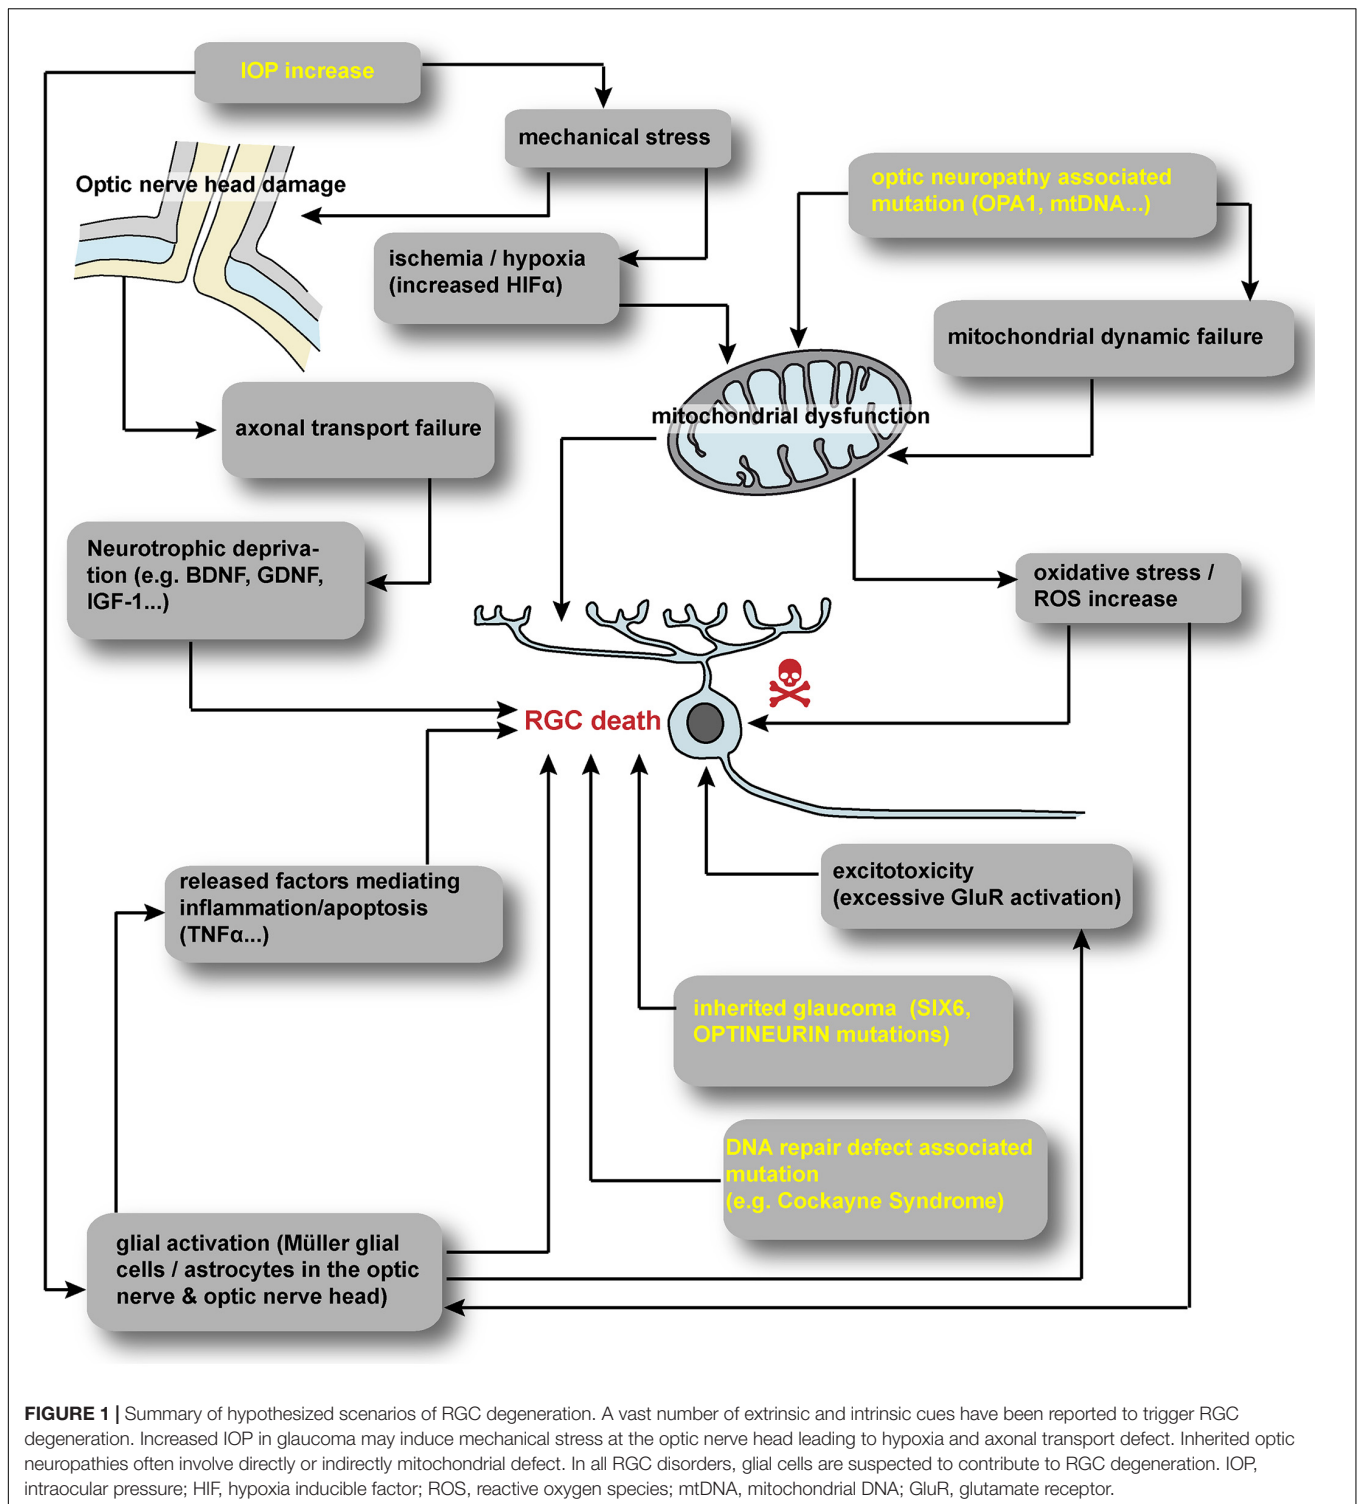 IOP increase
mechanical stress
Optic nerve head damage
optic neuropathy associated
mutation (OPA1, mtDNA...)
ischemia / hypoxia
(increased HIFα)
mitochondrial dynamic failure
mitochondrial dysfunction
axonal transport failure
Neurotrophic depriva-
tion (e.g. BDNF, GDNF,
IGF-1...)
oxidative stress /
ROS increase
RGC death
released factors mediating
inflammation/apoptosis
(TNFα...)
excitotoxicity
(excessive GluR activation)
inherited glaucoma (SIX6,
OPTINEURIN mutations)
DNA repair defect associated
mutation
(e.g. Cockayne Syndrome)
glial activation (Müller glial
cells / astrocytes in the optic
nerve & optic nerve head)
FIGURE 1 | Summary of hypothesized scenarios of RGC degeneration. A vast number of extrinsic and intrinsic cues have been reported to trigger RGC
degeneration. Increased IOP in glaucoma may induce mechanical stress at the optic nerve head leading to hypoxia and axonal transport defect. Inherited optic
neuropathies often involve directly or indirectly mitochondrial defect. In all RGC disorders, glial cells are suspected to contribute to RGC degeneration. IOP,
intraocular pressure; HIF, hypoxia inducible factor; ROS, reactive oxygen species; mtDNA, mitochondrial DNA; GluR, glutamate receptor.